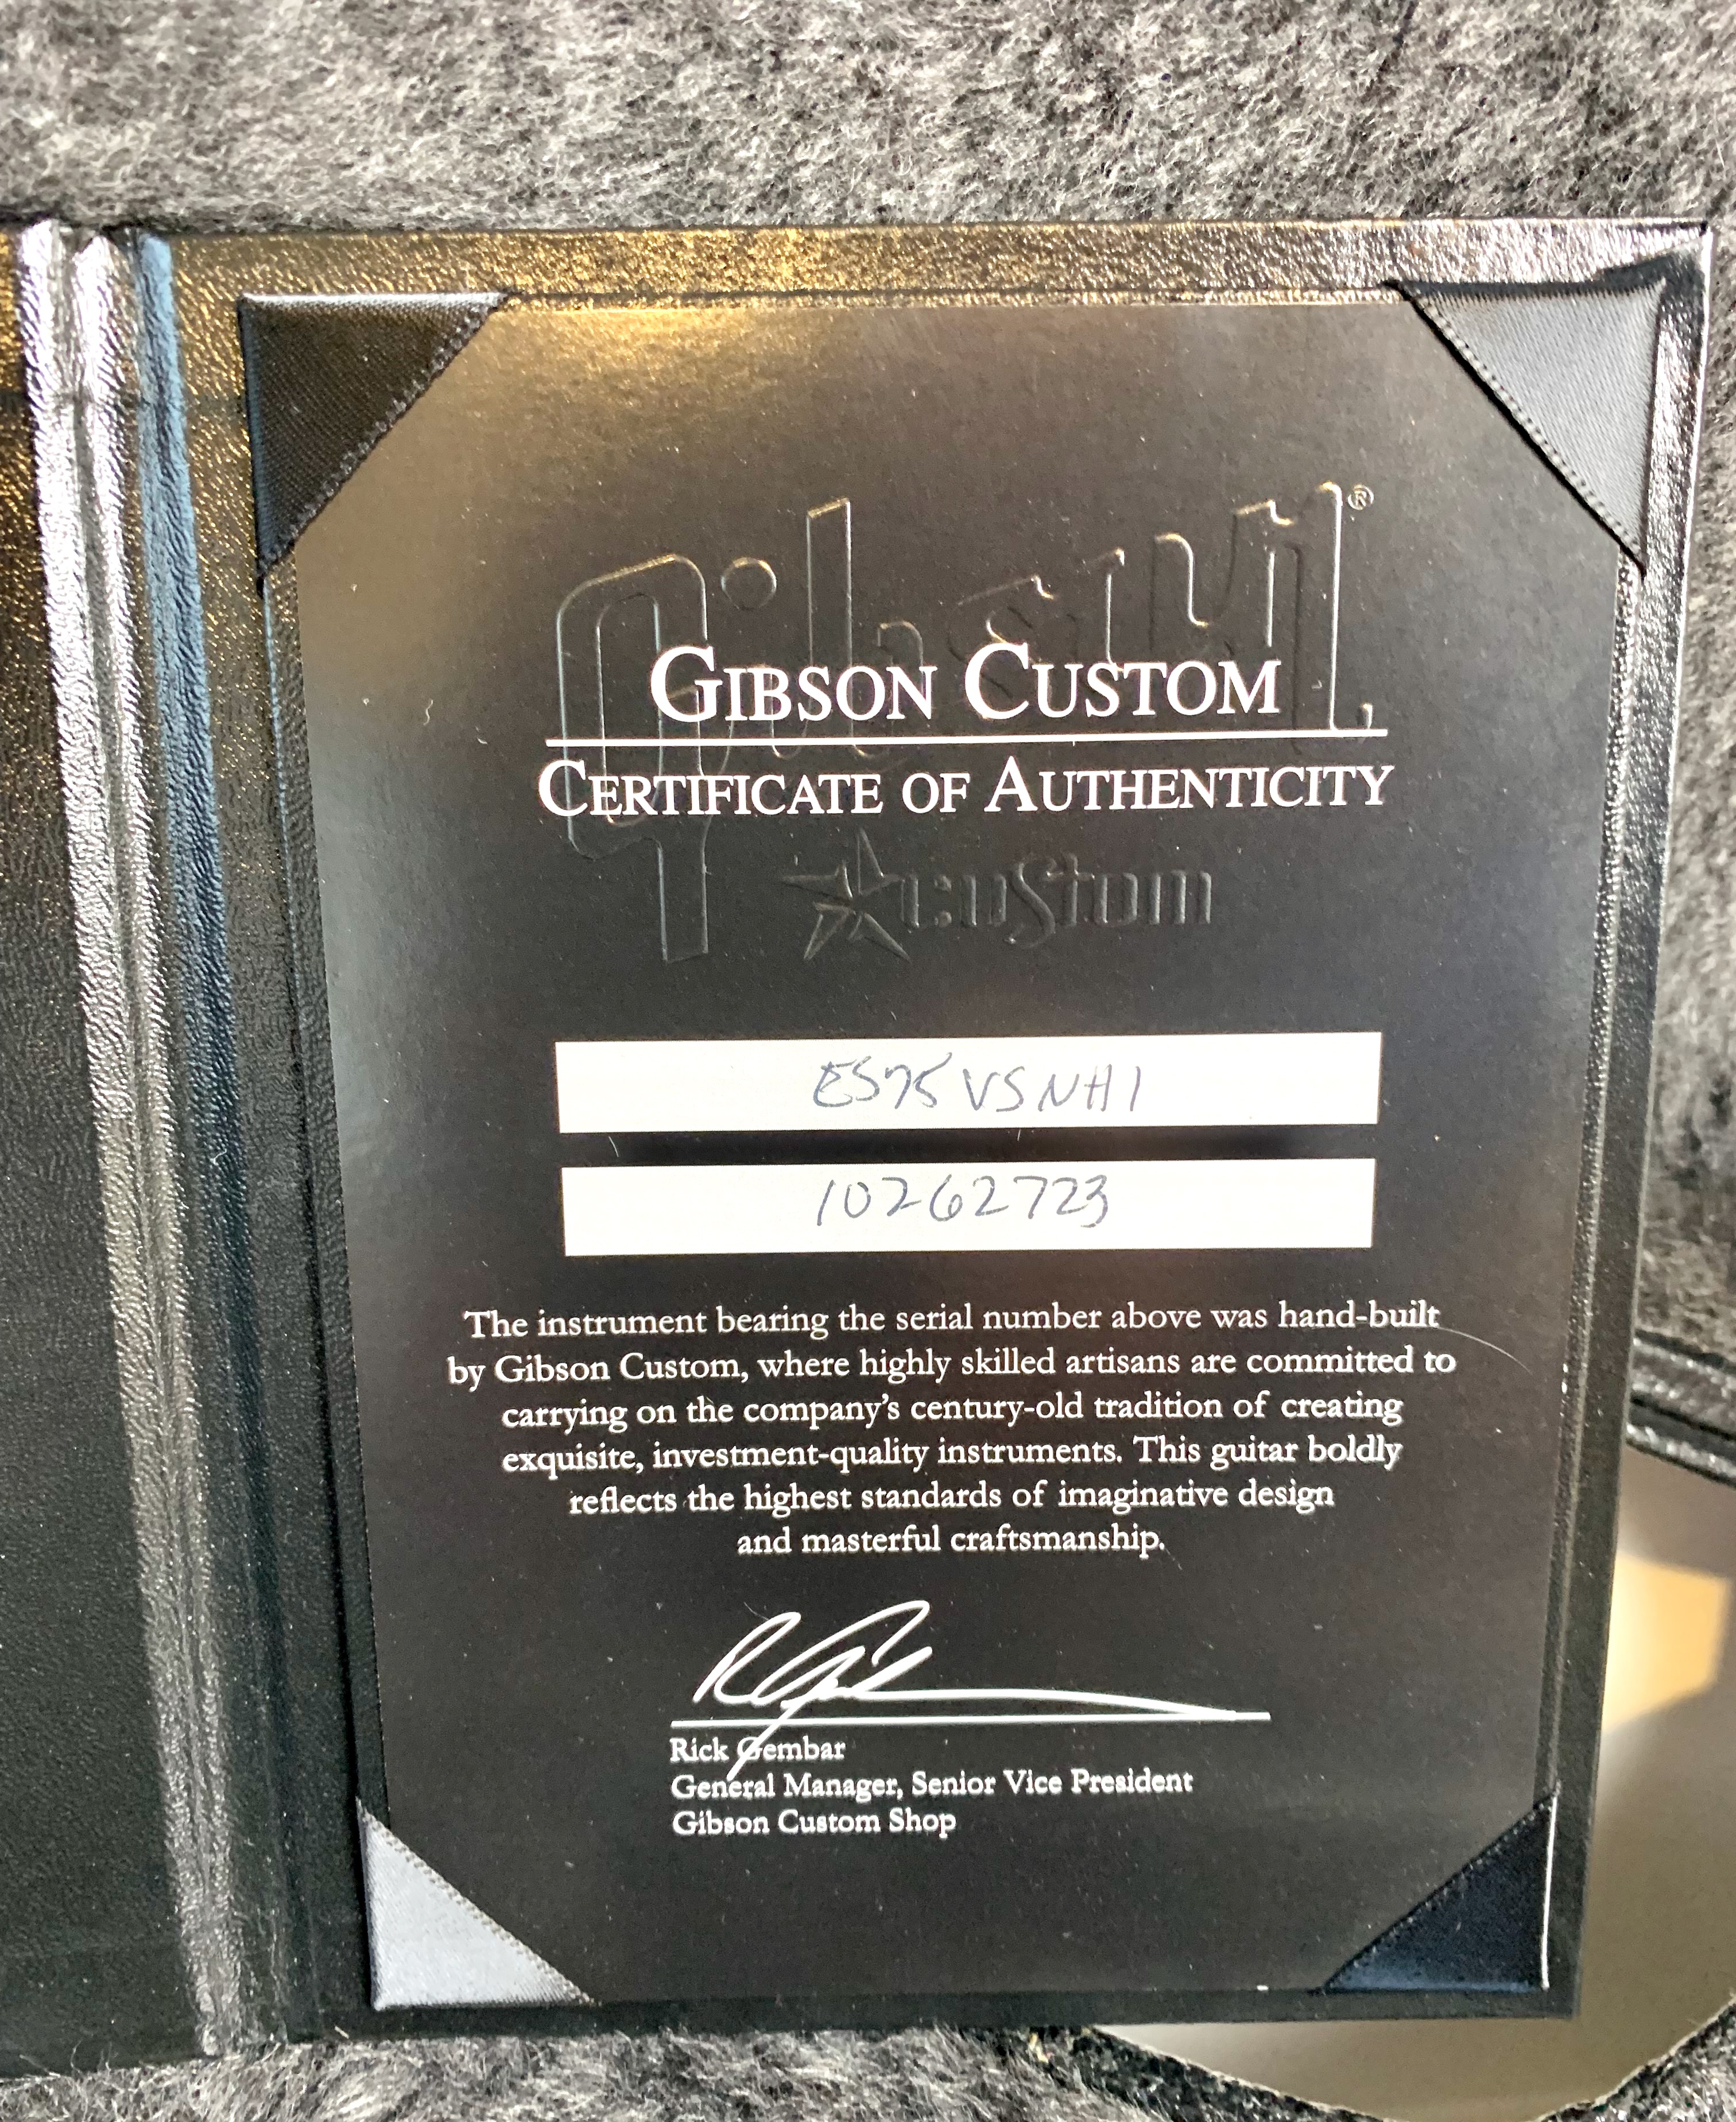 Gibson ®
GIBSON CUSTOM
CERTIFICATE OF AUTHENTICITY
custom
ES75VSNH1
10262723
The instrument bearing the serial number above was hand-built
by Gibson Custom, where highly skilled artisans are committed to
carrying on the company's century-old tradition of creating
exquisite, investment-quality instruments. This guitar boldly
reflects the highest standards of imaginative design
and masterful craftsmanship.
Rick Gembar
General Manager, Senior Vice President
Gibson Custom Shop